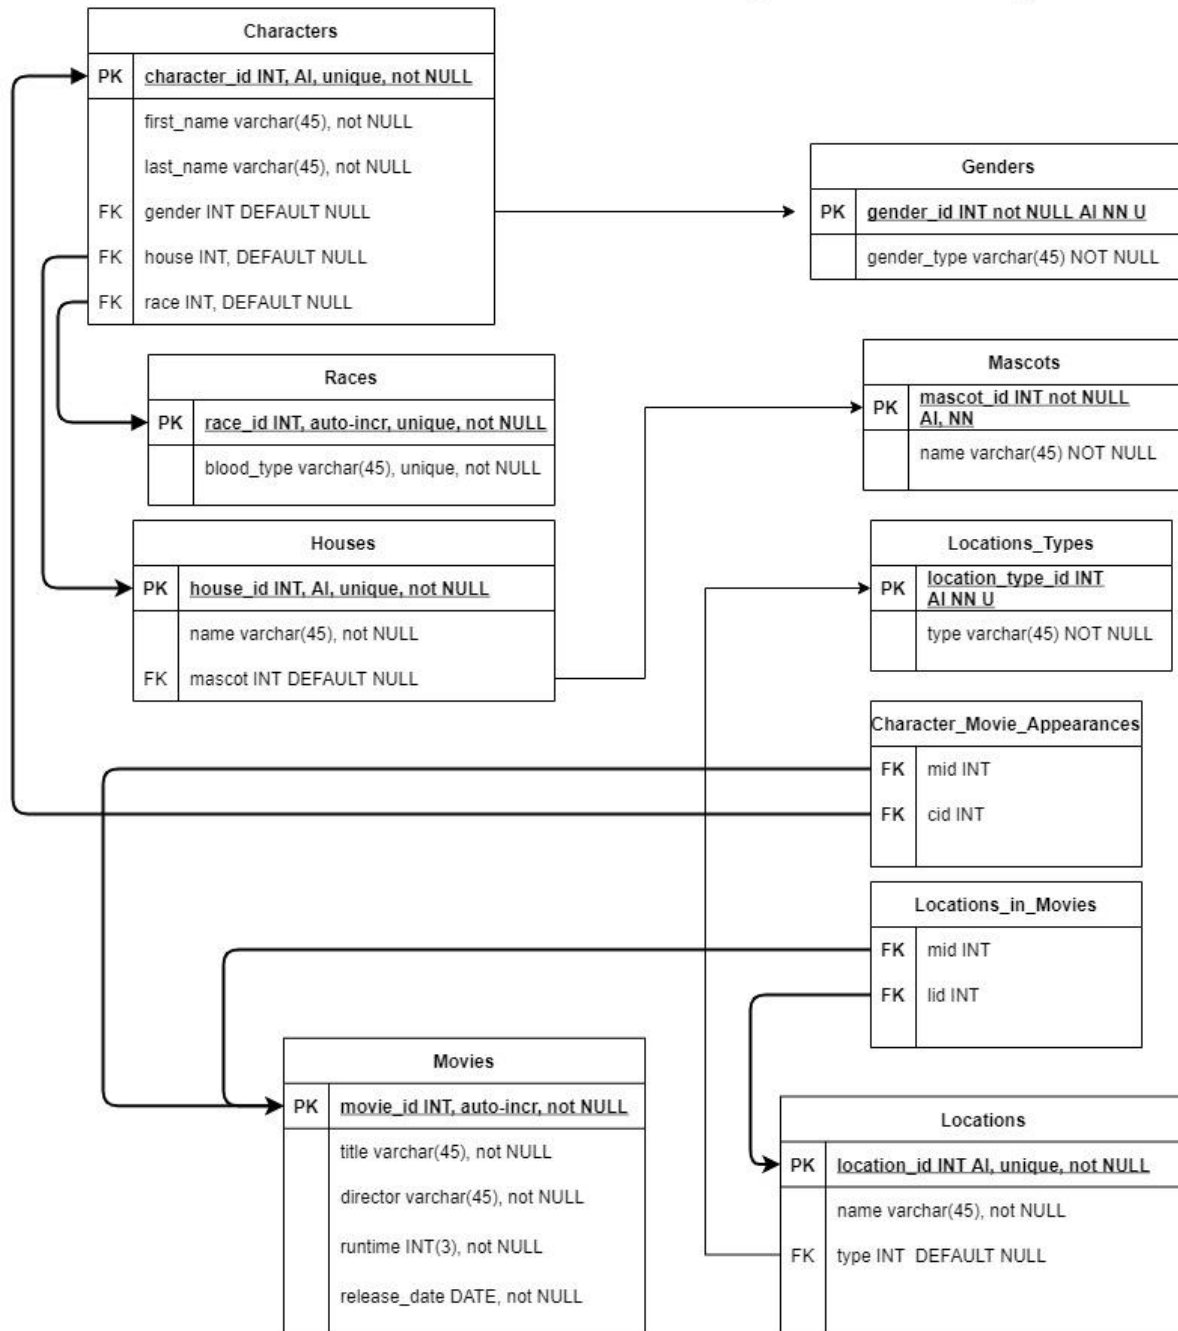 Characters
PK character_id INT, AI, unique, not NULL
first_name varchar(45), not NULL
last_name varchar(45), not NULL
FK gender INT DEFAULT NULL
FK house INT, DEFAULT NULL
FK race INT, DEFAULT NULL
Genders
PK gender_id INT not NULL AI NN U
gender_type varchar(45) NOT NULL
Races
PK race_id INT, auto-incr, unique, not NULL
blood_type varchar(45), unique, not NULL
Mascots
PK mascot_id INT not NULL
AI, NN
name varchar(45) NOT NULL
Houses
PK house_id INT, AI, unique, not NULL
name varchar(45), not NULL
FK mascot INT DEFAULT NULL
Locations_Types
PK location_type_id INT
AI NN U
type varchar(45) NOT NULL
Character_Movie_Appearances
FK mid INT
FK cid INT
Locations_in_Movies
FK mid INT
FK lid INT
Movies
PK movie_id INT, auto-incr, not NULL
title varchar(45), not NULL
director varchar(45), not NULL
runtime INT(3), not NULL
release_date DATE, not NULL
Locations
PK location_id INT AI, unique, not NULL
name varchar(45), not NULL
FK type INT DEFAULT NULL